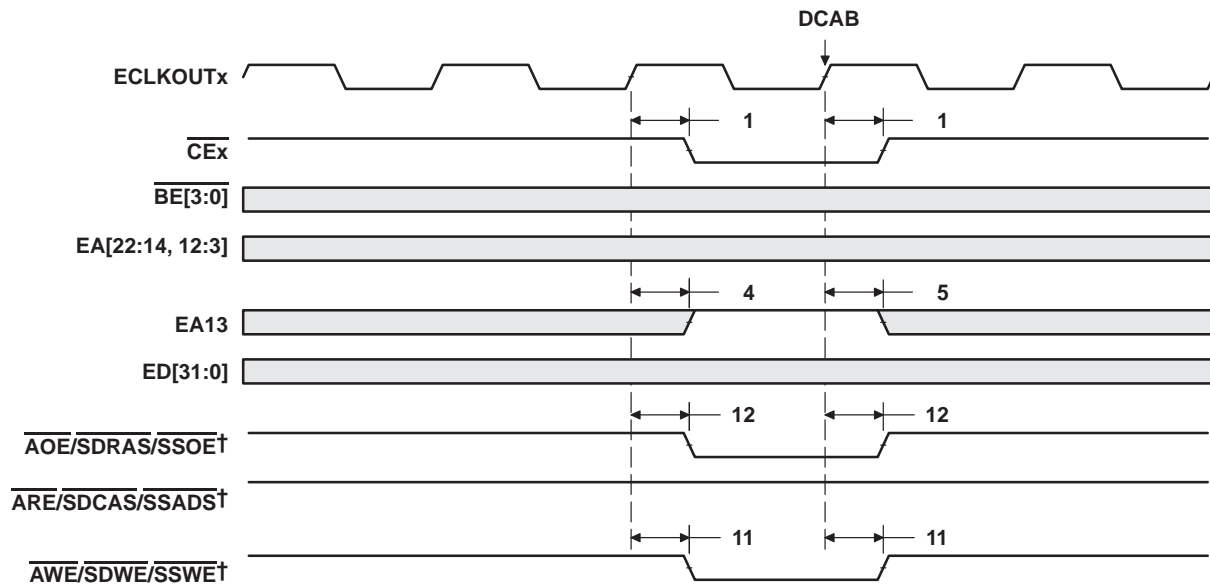 DCAB
ECLKOUTx
1 1
CEx
BE[3:0]
EA[22:14, 12:3]
4 5
EA13
ED[31:0]
12 12
AOE/SDRAS/SSOE†
ARE/SDCAS/SSADS†
11 11
AWE/SDWE/SSWE†